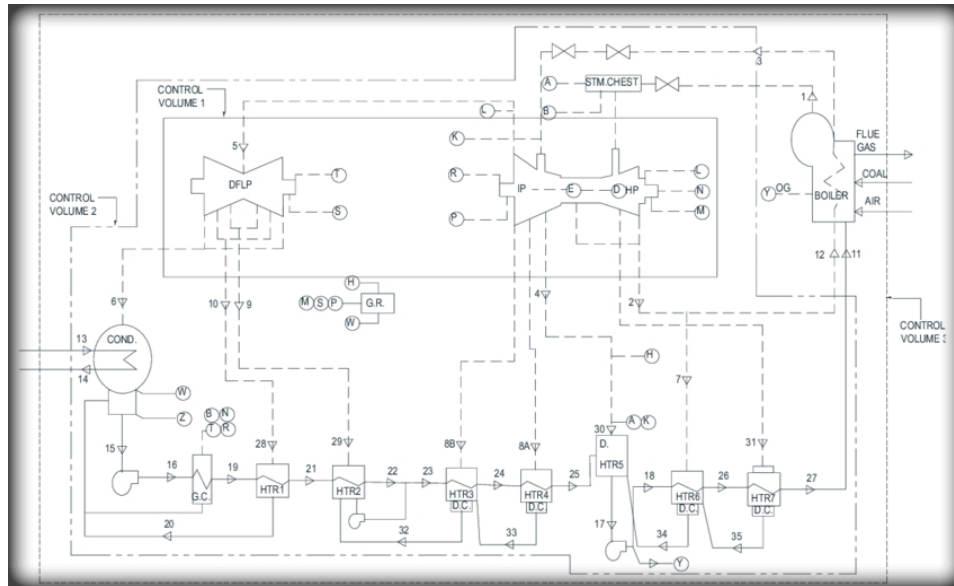 3
A
STM.CHEST
B
1
CONTROL
VOLUME 1
L
K
5
FLUE
GAS
DFLP
T
S
R
P
IP
E
D
HP
L
N
M
Y
OG
BOILER
COAL
AIR
CONTROL
VOLUME 2
12
11
6
10
9
H
M S P
G.R.
W
4
2
CONTROL
VOLUME 3
13
COND.
14
H
7
W
Z
B N
T R
A K
15
28
29
8B
8A
30
D.
HTR5
31
16
19
21
22
23
24
25
18
26
27
G.C.
HTR1
HTR2
HTR3
D.C.
HTR4
D.C.
HTR6
D.C.
HTR7
D.C.
17
20
32
33
34
35
Y